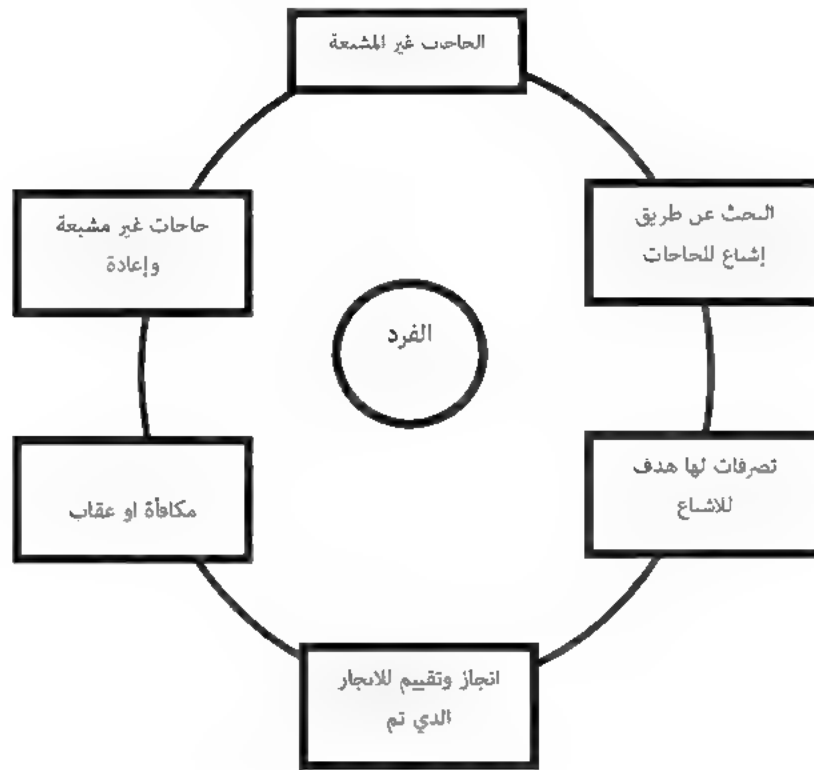 الحاجات غير المشبعة
البحث عن طريق
إشباع للحاجات
تصرفات لها هدف
للاشباع
انجاز وتقييم للانجاز
الذي تم
مكافأة او عقاب
حاجات غير مشبعة
وإعادة
الفرد